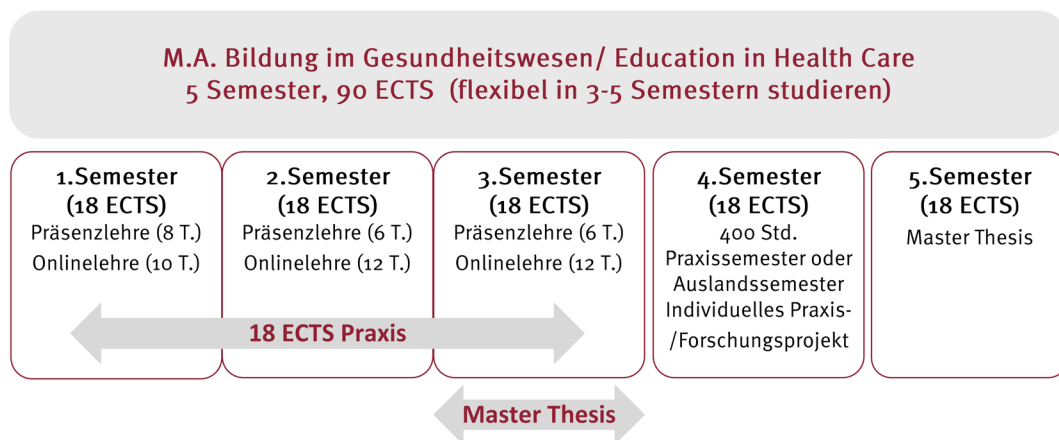 M.A. Bildung im Gesundheitswesen/ Education in Health Care
5 Semester, 90 ECTS (flexibel in 3-5 Semestern studieren)
1.Semester
(18 ECTS)
Präsenzlehre (8 T.)
Onlinelehre (10 T.)
2.Semester
(18 ECTS)
Präsenzlehre (6 T.)
Onlinelehre (12 T.)
3.Semester
(18 ECTS)
Präsenzlehre (6 T.)
Onlinelehre (12 T.)
4.Semester
(18 ECTS)
400 Std.
Praxissemester oder
Auslandssemester
Individuelles Praxis-
/Forschungsprojekt
5.Semester
(18 ECTS)
Master Thesis
18 ECTS Praxis
Master Thesis